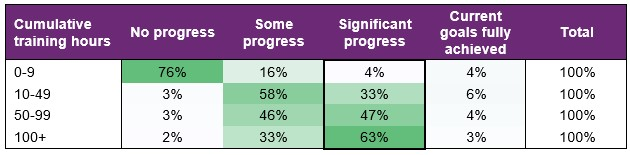 Cumulative training hours No progress Some progress Significant progress Current goals fully achieved Total
0-9 76% 16% 4% 4% 100%
10-49 3% 58% 33% 6% 100%
50-99 3% 46% 47% 4% 100%
100+ 2% 33% 63% 3% 100%